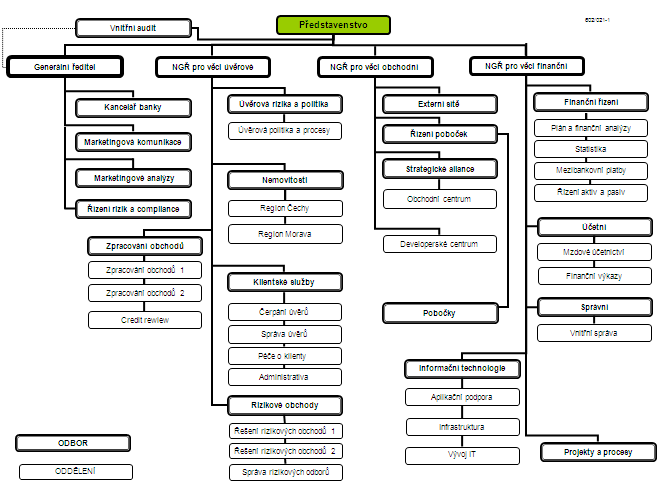 Představenstvo
602/021-1
Vnitřní audit
Generální ředitel
NGŘ pro věci úvěrové
NGŘ pro věci obchodní
NGŘ pro věci finanční
Kancelář banky
Marketingová komunikace
Marketingové analýzy
Řízení rizik a compliance
Zpracování obchodů
Zpracování obchodů 1
Zpracování obchodů 2
Credit rewiew
Úvěrová rizika a politika
Úvěrová politika a procesy
Nemovitosti
Region Čechy
Region Morava
Klientské služby
Čerpání úvěrů
Správa úvěrů
Péče o klienty
Administrativa
Rizikové obchody
Řešení rizikových obchodů 1
Řešení rizikových obchodů 2
Správa rizikových odborů
Externí sítě
Řízení poboček
Strategické aliance
Obchodní centrum
Developerské centrum
Pobočky
Informační technologie
Aplikační podpora
Infrastruktura
Vývoj IT
Finanční řízení
Plán a finanční analýzy
Statistika
Mezibankovní platby
Řízení aktiv a pasiv
Účetní
Mzdové účetnictví
Finanční výkazy
Správní
Vnitřní správa
Projekty a procesy
ODBOR
ODDĚLENÍ